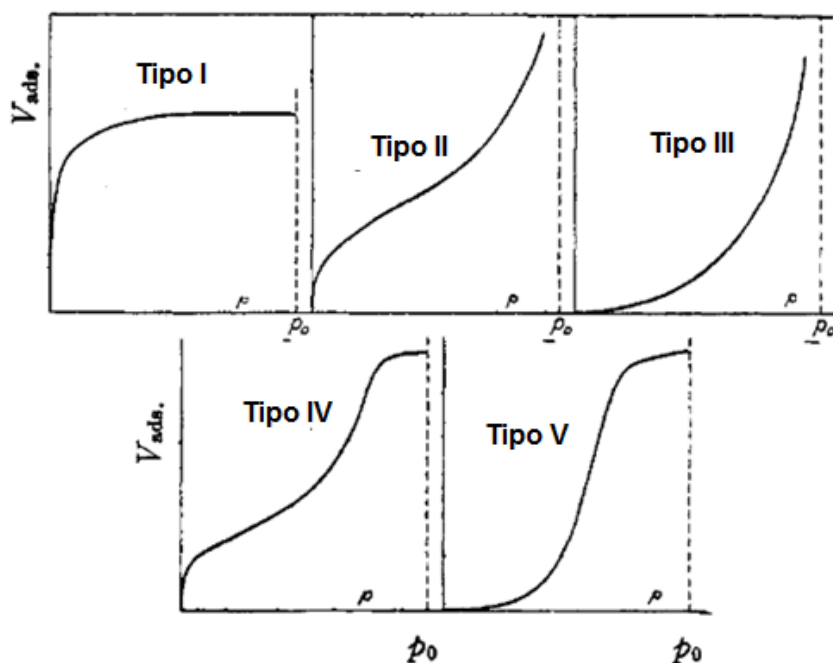 Vads.
Tipo I
Tipo II
Tipo III
p
p
p
p₀
p₀
p₀
Vads.
Tipo IV
Tipo V
p
p
p₀
p₀